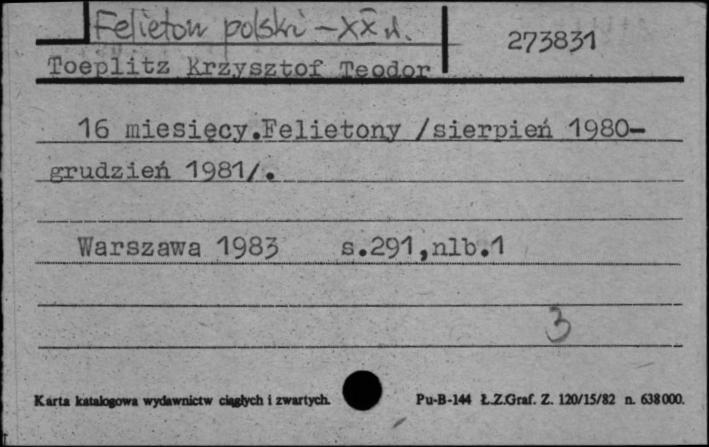 Felieton polski - XX w.
273831
Toeplitz Krzysztof Teodor
16 miesięcy.Felietony /sierpień 1980-
grudzień 1981/.
Warszawa 1983 s.291,nlb.1
3
Karta katalogowa wydawnictw ciągłych i zwartych. Pu-B-144 Ł.Z.Graf. Z. 120/15/82 n. 638000.